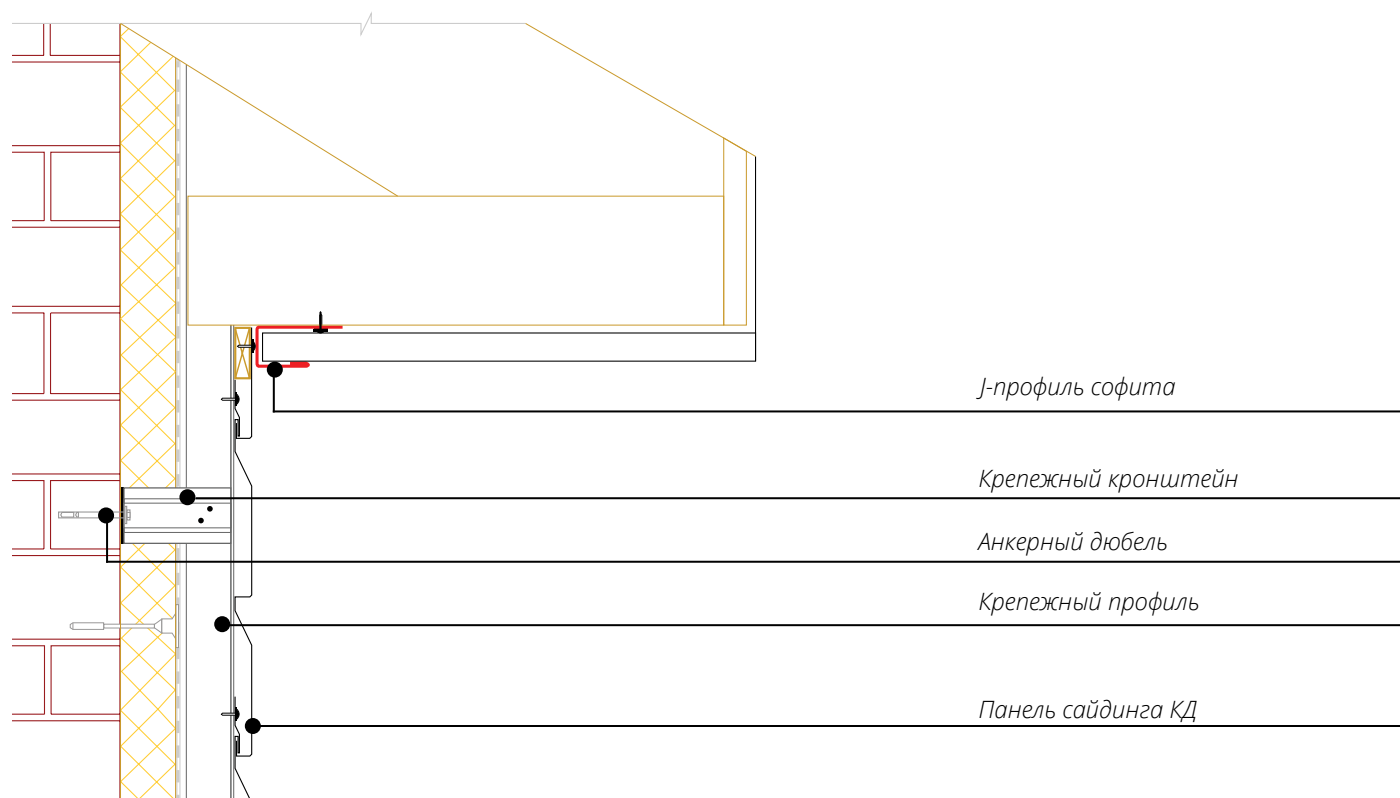 J-профиль софита
Крепежный кронштейн
Анкерный дюбель
Крепежный профиль
Панель сайдинга КД